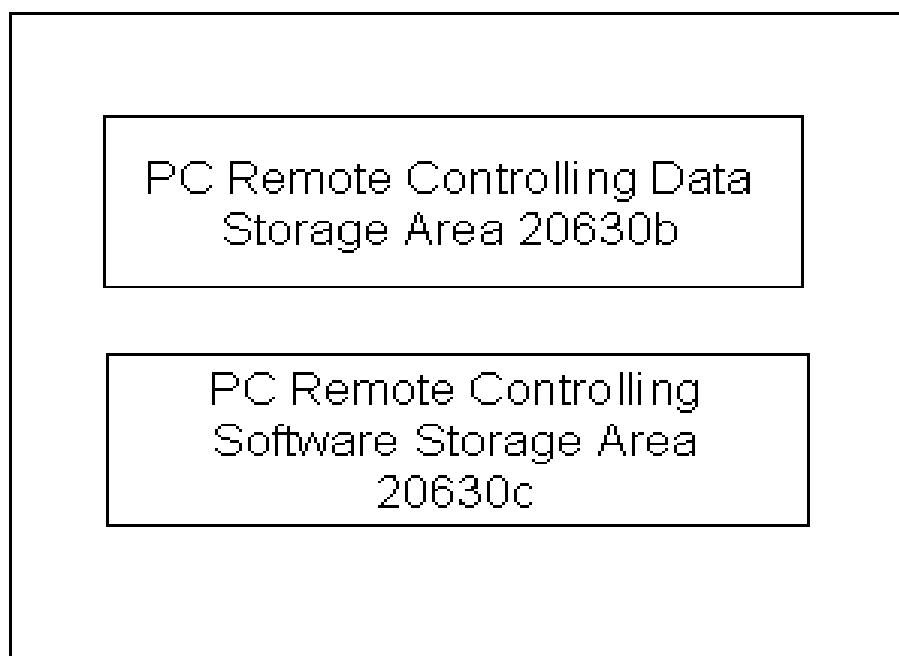 PC Remote Controlling Data
Storage Area 20630b
PC Remote Controlling
Software Storage Area
20630c